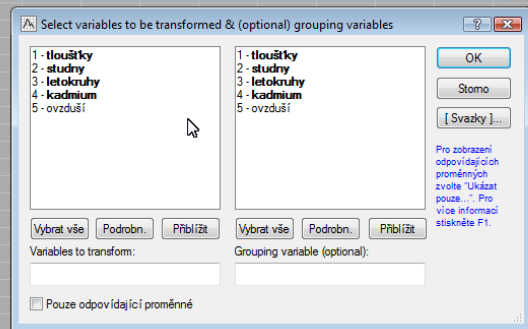 Select variables to be transformed & (optional) grouping variables
1 - tloušťky
2 - studny
3 - letokruhy
4 - kadmium
5 - ovzduší
1 - tloušťky
2 - studny
3 - letokruhy
4 - kadmium
5 - ovzduší
OK
Storno
[ Svazky ]...
Pro zobrazení
odpovídajících
proměnných
zvolte "Ukázat
pouze...". Pro
více informací
stiskněte F1.
Vybrat vše Podrobn. Přiblížit
Vybrat vše Podrobn. Přiblížit
Variables to transform:
Grouping variable (optional):
Pouze odpovídající proměnné